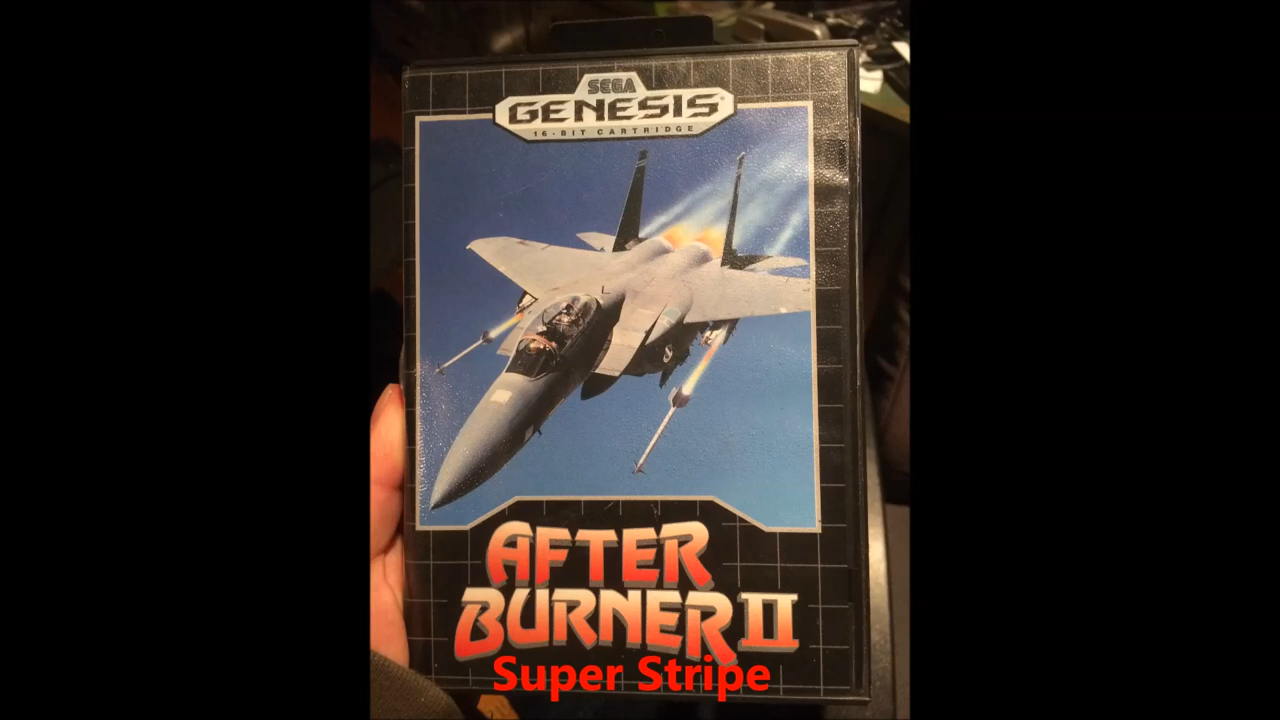 SEGA
GENESIS
16-BIT CARTRIDGE
AFTER
BURNER II
Super Stripe